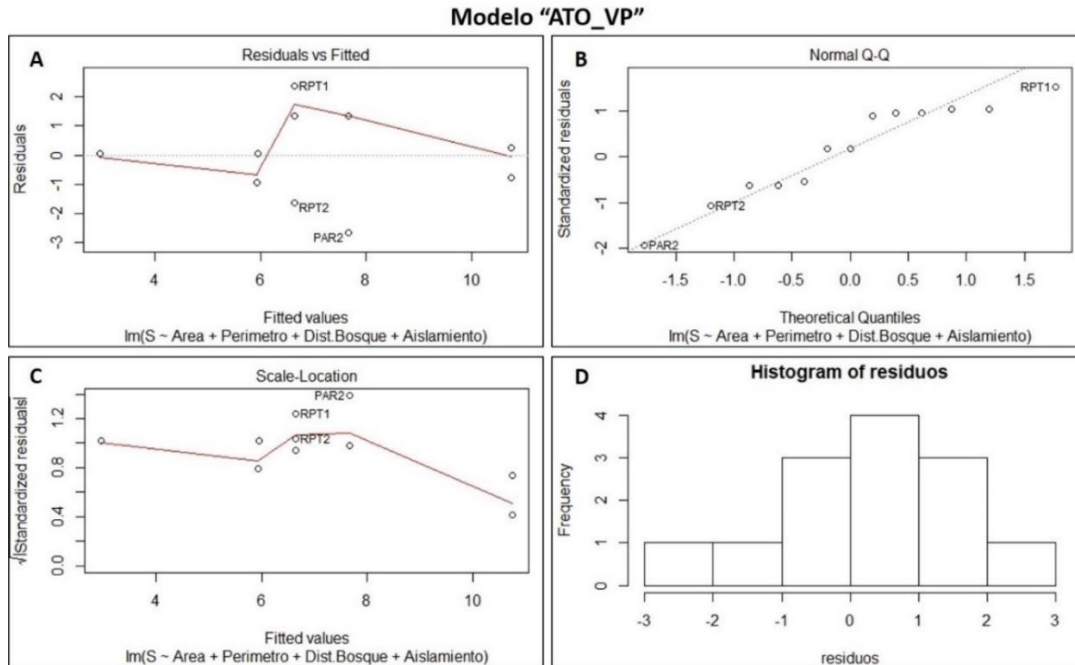 Modelo “ATO_VP”
A
Residuals vs Fitted
Residuals
2
1
0
-1
-2
-3
RPT1
RPT2
PAR2
4 6 8 10
Fitted values
lm(S ~ Area + Perimetro + Dist.Bosque + Aislamiento)
B
Normal Q-Q
Standardized residuals
1
0
-1
-2
RPT1
RPT2
PAR2
-1.5 -1.0 -0.5 0.0 0.5 1.0 1.5
Theoretical Quantiles
lm(S ~ Area + Perimetro + Dist.Bosque + Aislamiento)
C
Scale-Location
√|Standardized residuals|
1.2
0.8
0.4
0.0
PAR2
RPT1
RPT2
4 6 8 10
Fitted values
lm(S ~ Area + Perimetro + Dist.Bosque + Aislamiento)
D
Histogram of residuos
Frequency
4
3
2
1
0
-3 -2 -1 0 1 2 3
residuos